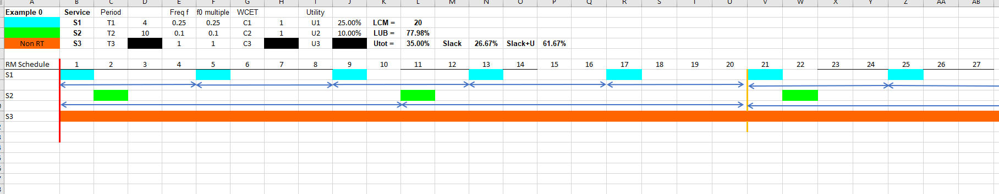 A B C D E F G H I J K L M N O P Q R S T U V W X Y Z AA AB
Example 0 Service Period Freq f f0 multiple WCET Utility
S1 T1 4 0.25 0.25 C1 1 U1 25.00% LCM = 20
S2 T2 10 0.1 0.1 C2 1 U2 10.00% LUB = 77.98%
Non RT S3 T3 1 1 C3 U3 Utot = 35.00% Slack 26.67% Slack+U 61.67%
RM Schedule 1 2 3 4 5 6 7 8 9 10 11 12 13 14 15 16 17 18 19 20 21 22 23 24 25 26 27
S1
S2
S3